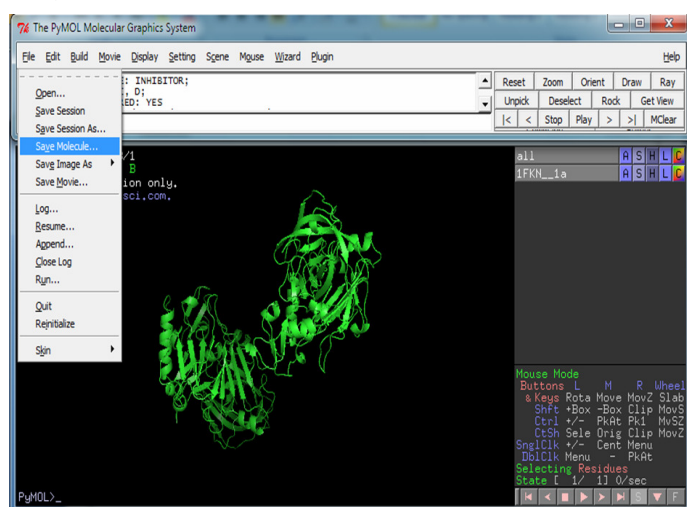 7% The PyMOL Molecular Graphics System
File Edit Build Movie Display Setting Scene Mouse Wizard Plugin Help
E: INHIBITOR;
, D;
ED: YES
Reset Zoom Orient Draw Ray
Unpick Deselect Rock Get View
|< < Stop Play > >| MClear
Open...
Save Session
Save Session As...
Save Molecule...
Save Image As
Save Movie...
Log...
Resume...
Append...
Close Log
Run...
Quit
Reinitialize
Skin
/1
B
ion only.
sci.com.
all A S H L C
1FKN__1a A S H L C
Mouse Mode
Buttons L M R Wheel
& Keys Rota Move MovZ Slab
Shft +Box -Box Clip MovS
Ctrl +/- PkAt Pk1 MvSZ
CtSh Sele Orig Clip MovZ
SnglClk +/- Cent Menu
DblClk Menu - PkAt
Selecting Residues
State [ 1/ 1] 0/sec
S F
PyMOL>_